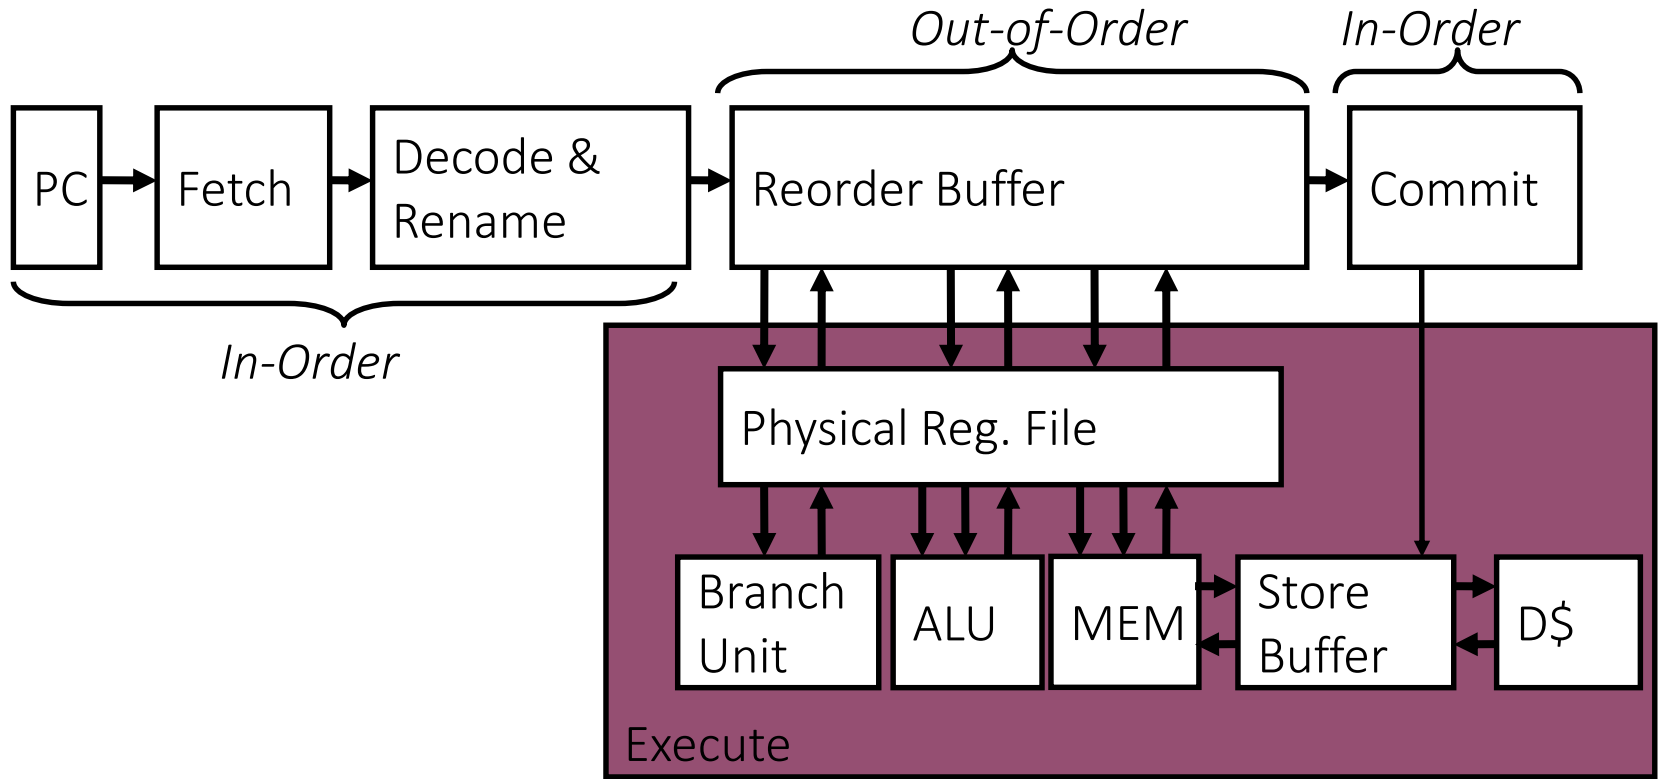 Out-of-Order
In-Order
PC
Fetch
Decode &
Rename
Reorder Buffer
Commit
In-Order
Physical Reg. File
Branch
Unit
ALU
MEM
Store
Buffer
D$
Execute